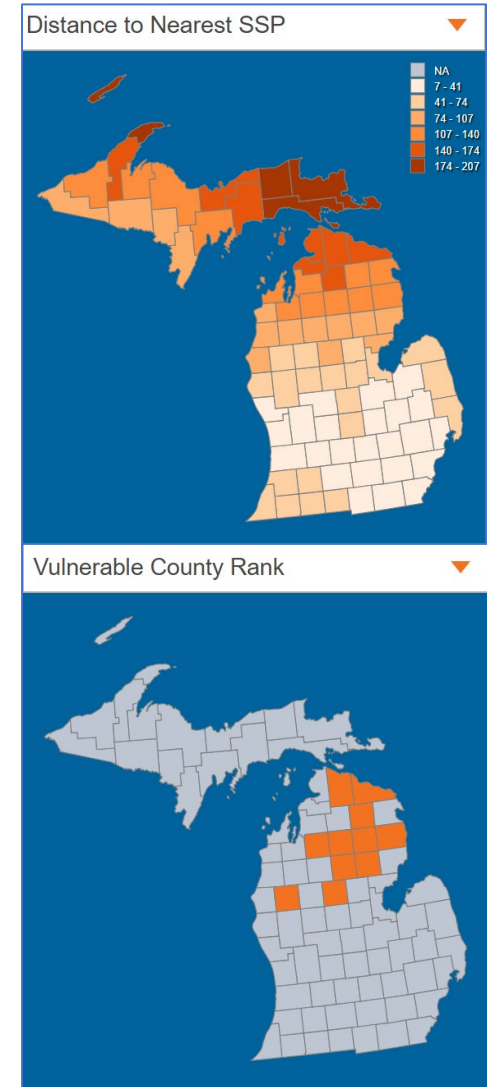 Distance to Nearest SSP
NA
7 - 41
41 - 74
74 - 107
107 - 140
140 - 174
174 - 207
Vulnerable County Rank